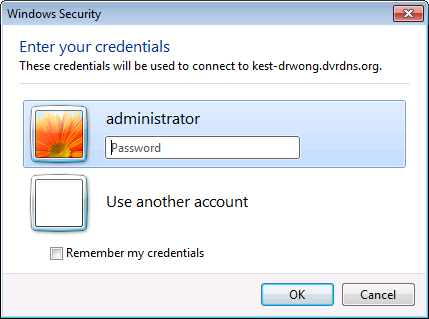 Windows Security
Enter your credentials
These credentials will be used to connect to kest-drwong.dvrdns.org.
administrator
Password
Use another account
Remember my credentials
OK
Cancel